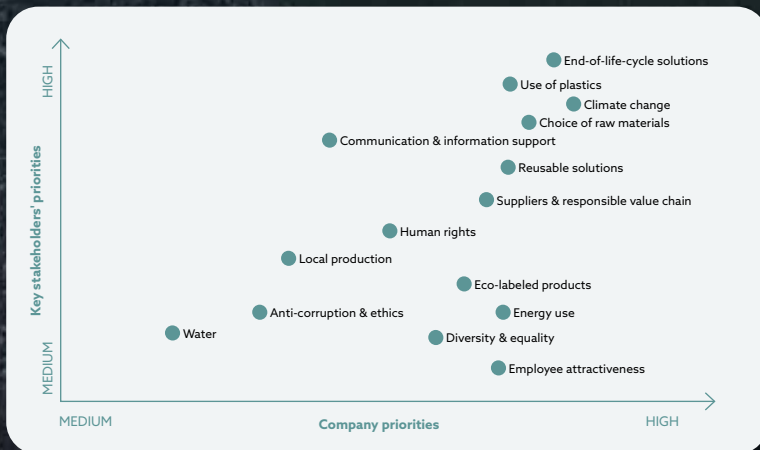 HIGH
Key stakeholders' priorities
MEDIUM
End-of-life-cycle solutions
Use of plastics
Climate change
Choice of raw materials
Communication & information support
Reusable solutions
Suppliers & responsible value chain
Human rights
Local production
Eco-labeled products
Anti-corruption & ethics
Energy use
Water
Diversity & equality
Employee attractiveness
MEDIUM
Company priorities
HIGH